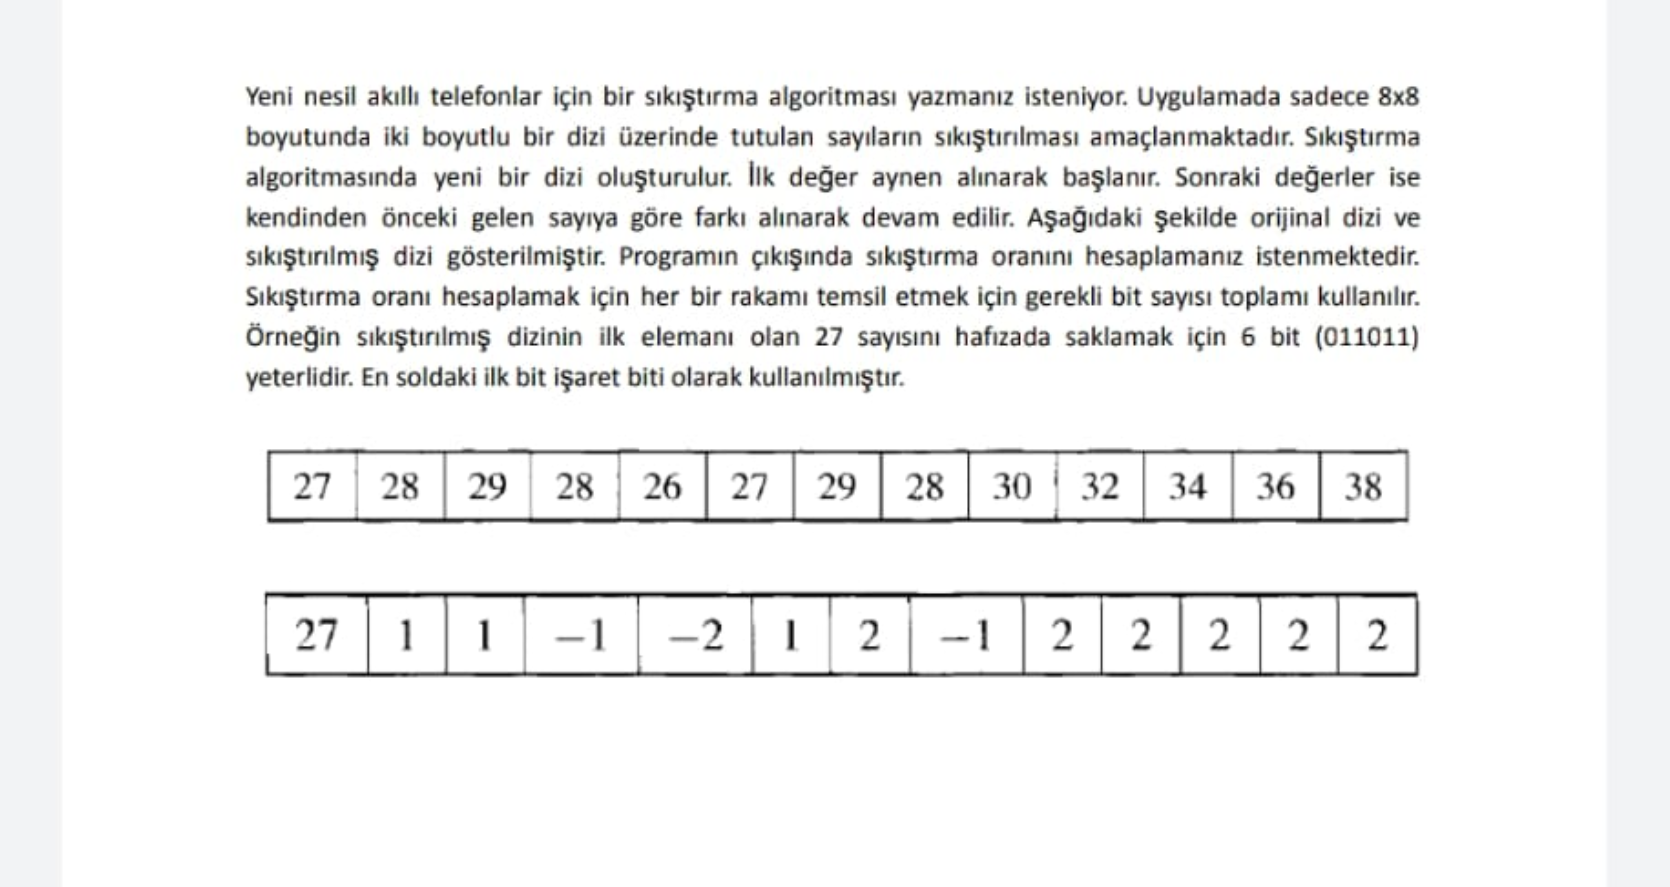 Yeni nesil akıllı telefonlar için bir sıkıştırma algoritması yazmanız isteniyor. Uygulamada sadece 8x8
boyutunda iki boyutlu bir dizi üzerinde tutulan sayıların sıkıştırılması amaçlanmaktadır. Sıkıştırma
algoritmasında yeni bir dizi oluşturulur. İlk değer aynen alınarak başlanır. Sonraki değerler ise
kendinden önceki gelen sayıya göre farkı alınarak devam edilir. Aşağıdaki şekilde orijinal dizi ve
sıkıştırılmış dizi gösterilmiştir. Programın çıkışında sıkıştırma oranını hesaplamanız istenmektedir.
Sıkıştırma oranı hesaplamak için her bir rakamı temsil etmek için gerekli bit sayısı toplamı kullanılır.
Örneğin sıkıştırılmış dizinin ilk elemanı olan 27 sayısını hafızada saklamak için 6 bit (011011)
yeterlidir. En soldaki ilk bit işaret biti olarak kullanılmıştır.
27 28 29 28 26 27 29 28 30 32 34 36 38
27 1 1 −1 −2 1 2 −1 2 2 2 2 2